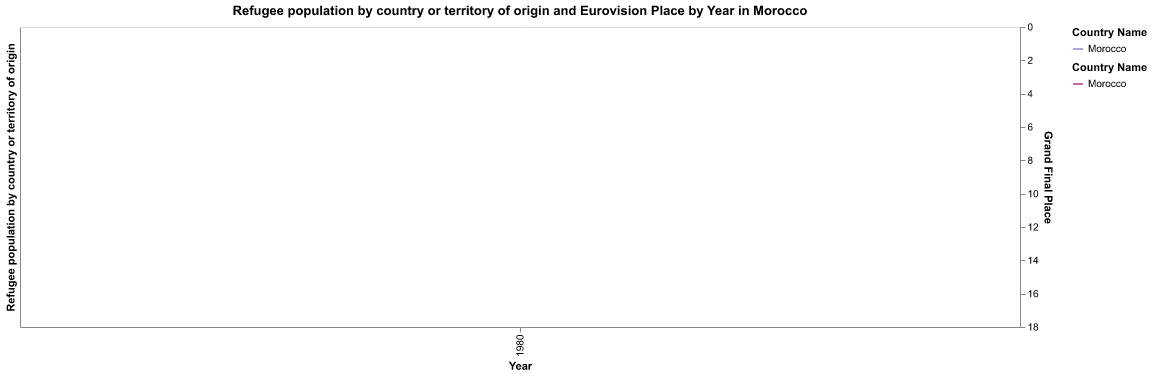 Refugee population by country or territory of origin and Eurovision Place by Year in Morocco
Refugee population by country or territory of origin
0
2
4
6
8
10
12
14
16
18
Grand Final Place
1980
Year
Country Name
Morocco
Country Name
Morocco